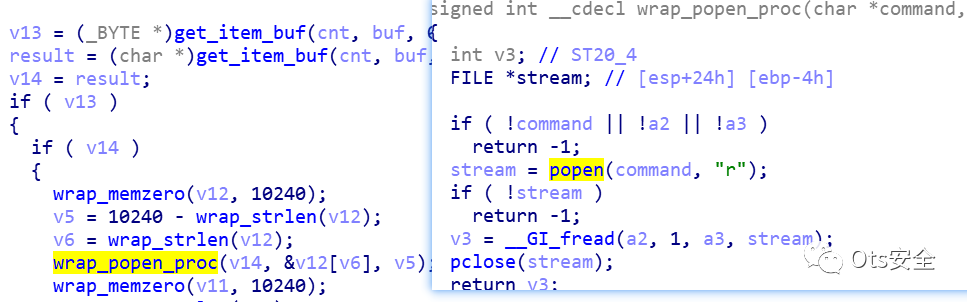 v13 = (_BYTE *)get_item_buf(cnt, buf,
result = (char *)get_item_buf(cnt, buf,
v14 = result;
if ( v13 )
{
if ( v14 )
{
wrap_memzero(v12, 10240);
v5 = 10240 - wrap_strlen(v12);
v6 = wrap_strlen(v12);
wrap_popen_proc(v14, &v12[v6], v5);
wrap_memzero(v11, 10240);
signed int __cdecl wrap_popen_proc(char *command,
{
int v3; // ST20_4
FILE *stream; // [esp+24h] [ebp-4h]
if ( !command || !a2 || !a3 )
return -1;
stream = popen(command, "r");
if ( !stream )
return -1;
v3 = __GI_fread(a2, 1, a3, stream);
pclose(stream);
return v3;
Ots安全